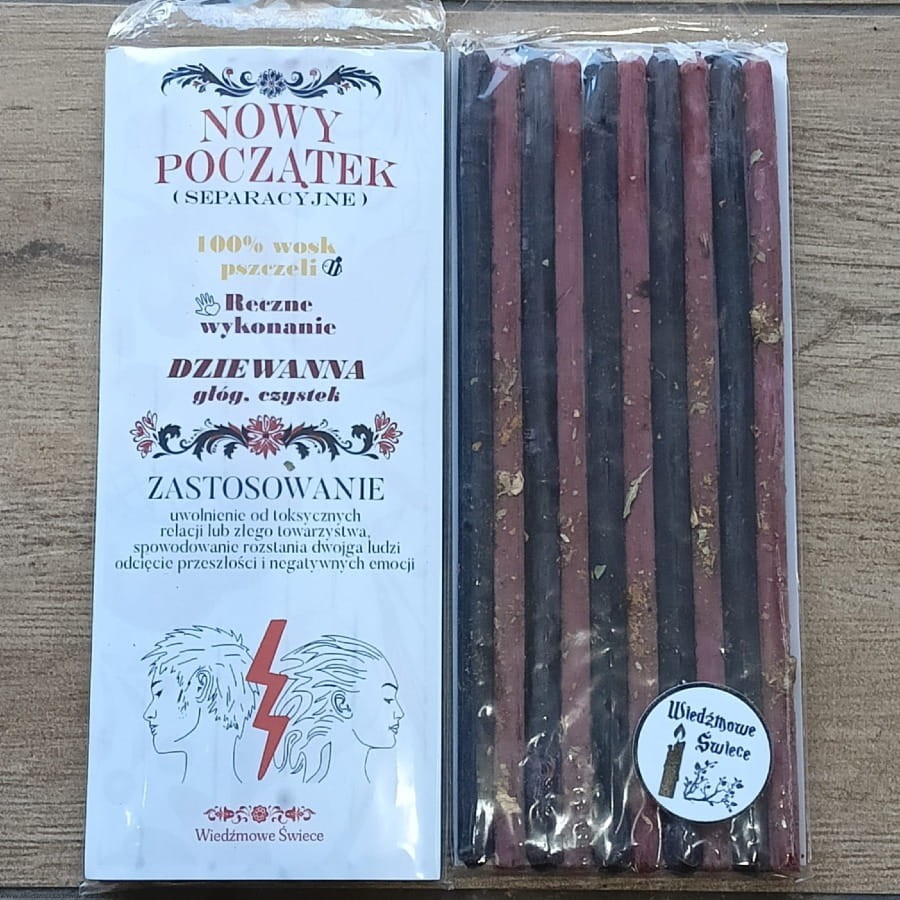 NOWY
POCZĄTEK
(SEPARACYJNE)
100% wosk
pszczeli
Ręczne
wykonanie
DZIEWANNA
głóg, czystek
ZASTOSOWANIE
uwolnienie od toksycznych
relacji lub złego towarzystwa,
spowodowanie rozstania dwojga ludzi
odcięcie przeszłości i negatywnych emocji
Wiedźmowe Świece
Wiedźmowe
Świece